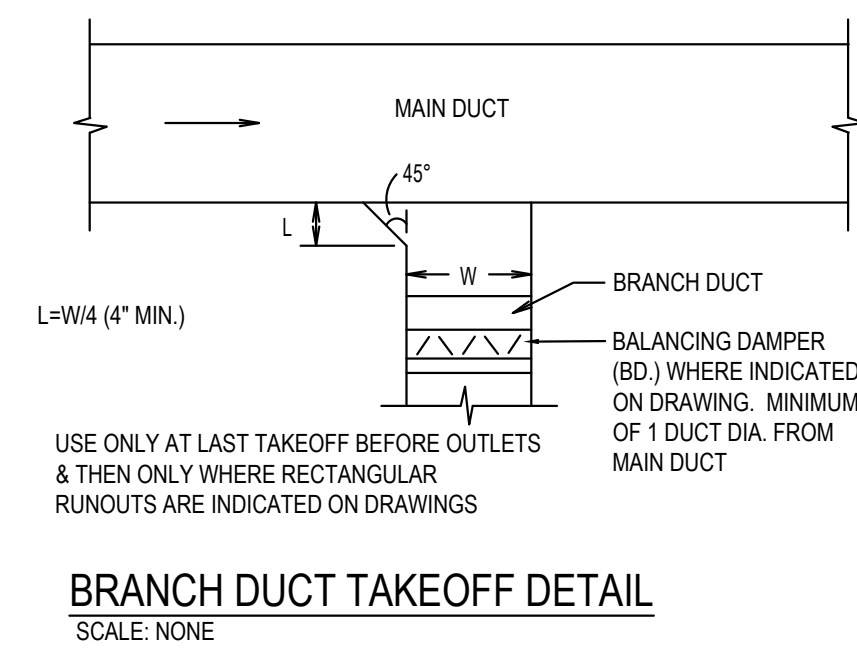 MAIN DUCT
45°
L
W
BRANCH DUCT
L=W/4 (4" MIN.)
BALANCING DAMPER
(BD.) WHERE INDICATED
ON DRAWING. MINIMUM
OF 1 DUCT DIA. FROM
MAIN DUCT
USE ONLY AT LAST TAKEOFF BEFORE OUTLETS
& THEN ONLY WHERE RECTANGULAR
RUNOUTS ARE INDICATED ON DRAWINGS
BRANCH DUCT TAKEOFF DETAIL
SCALE: NONE